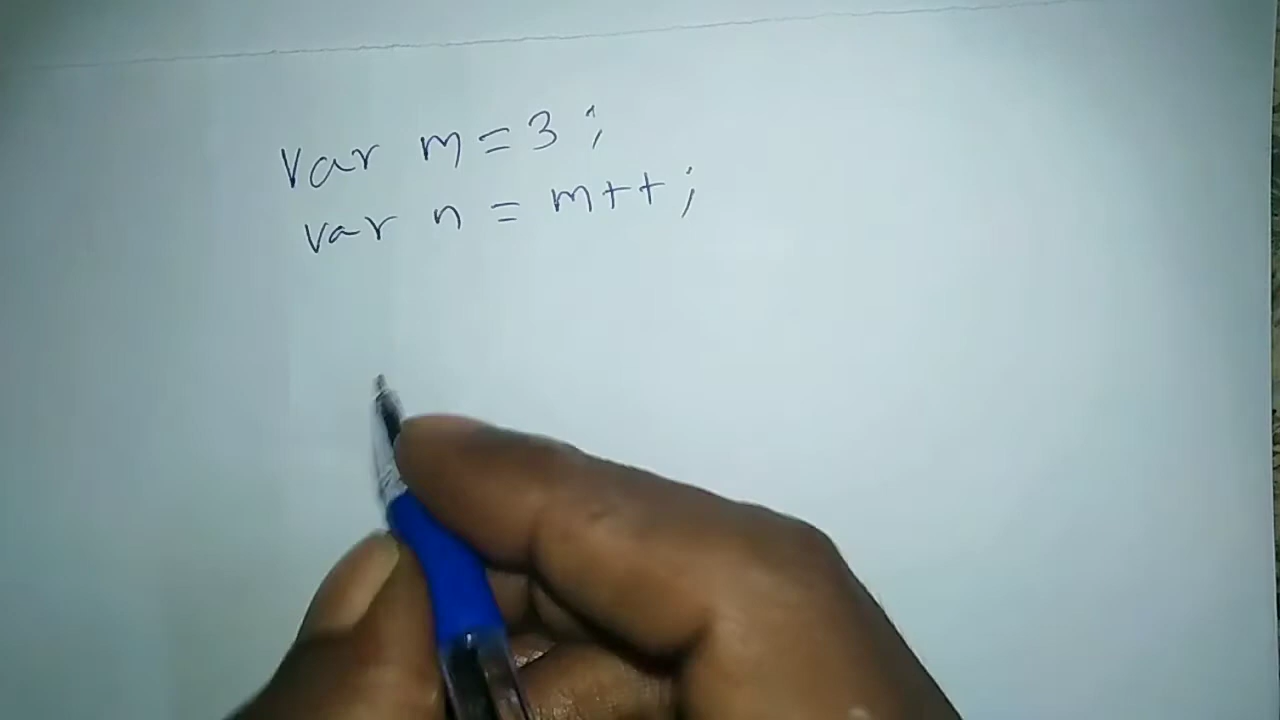 var m = 3 ;
var n = m++ ;